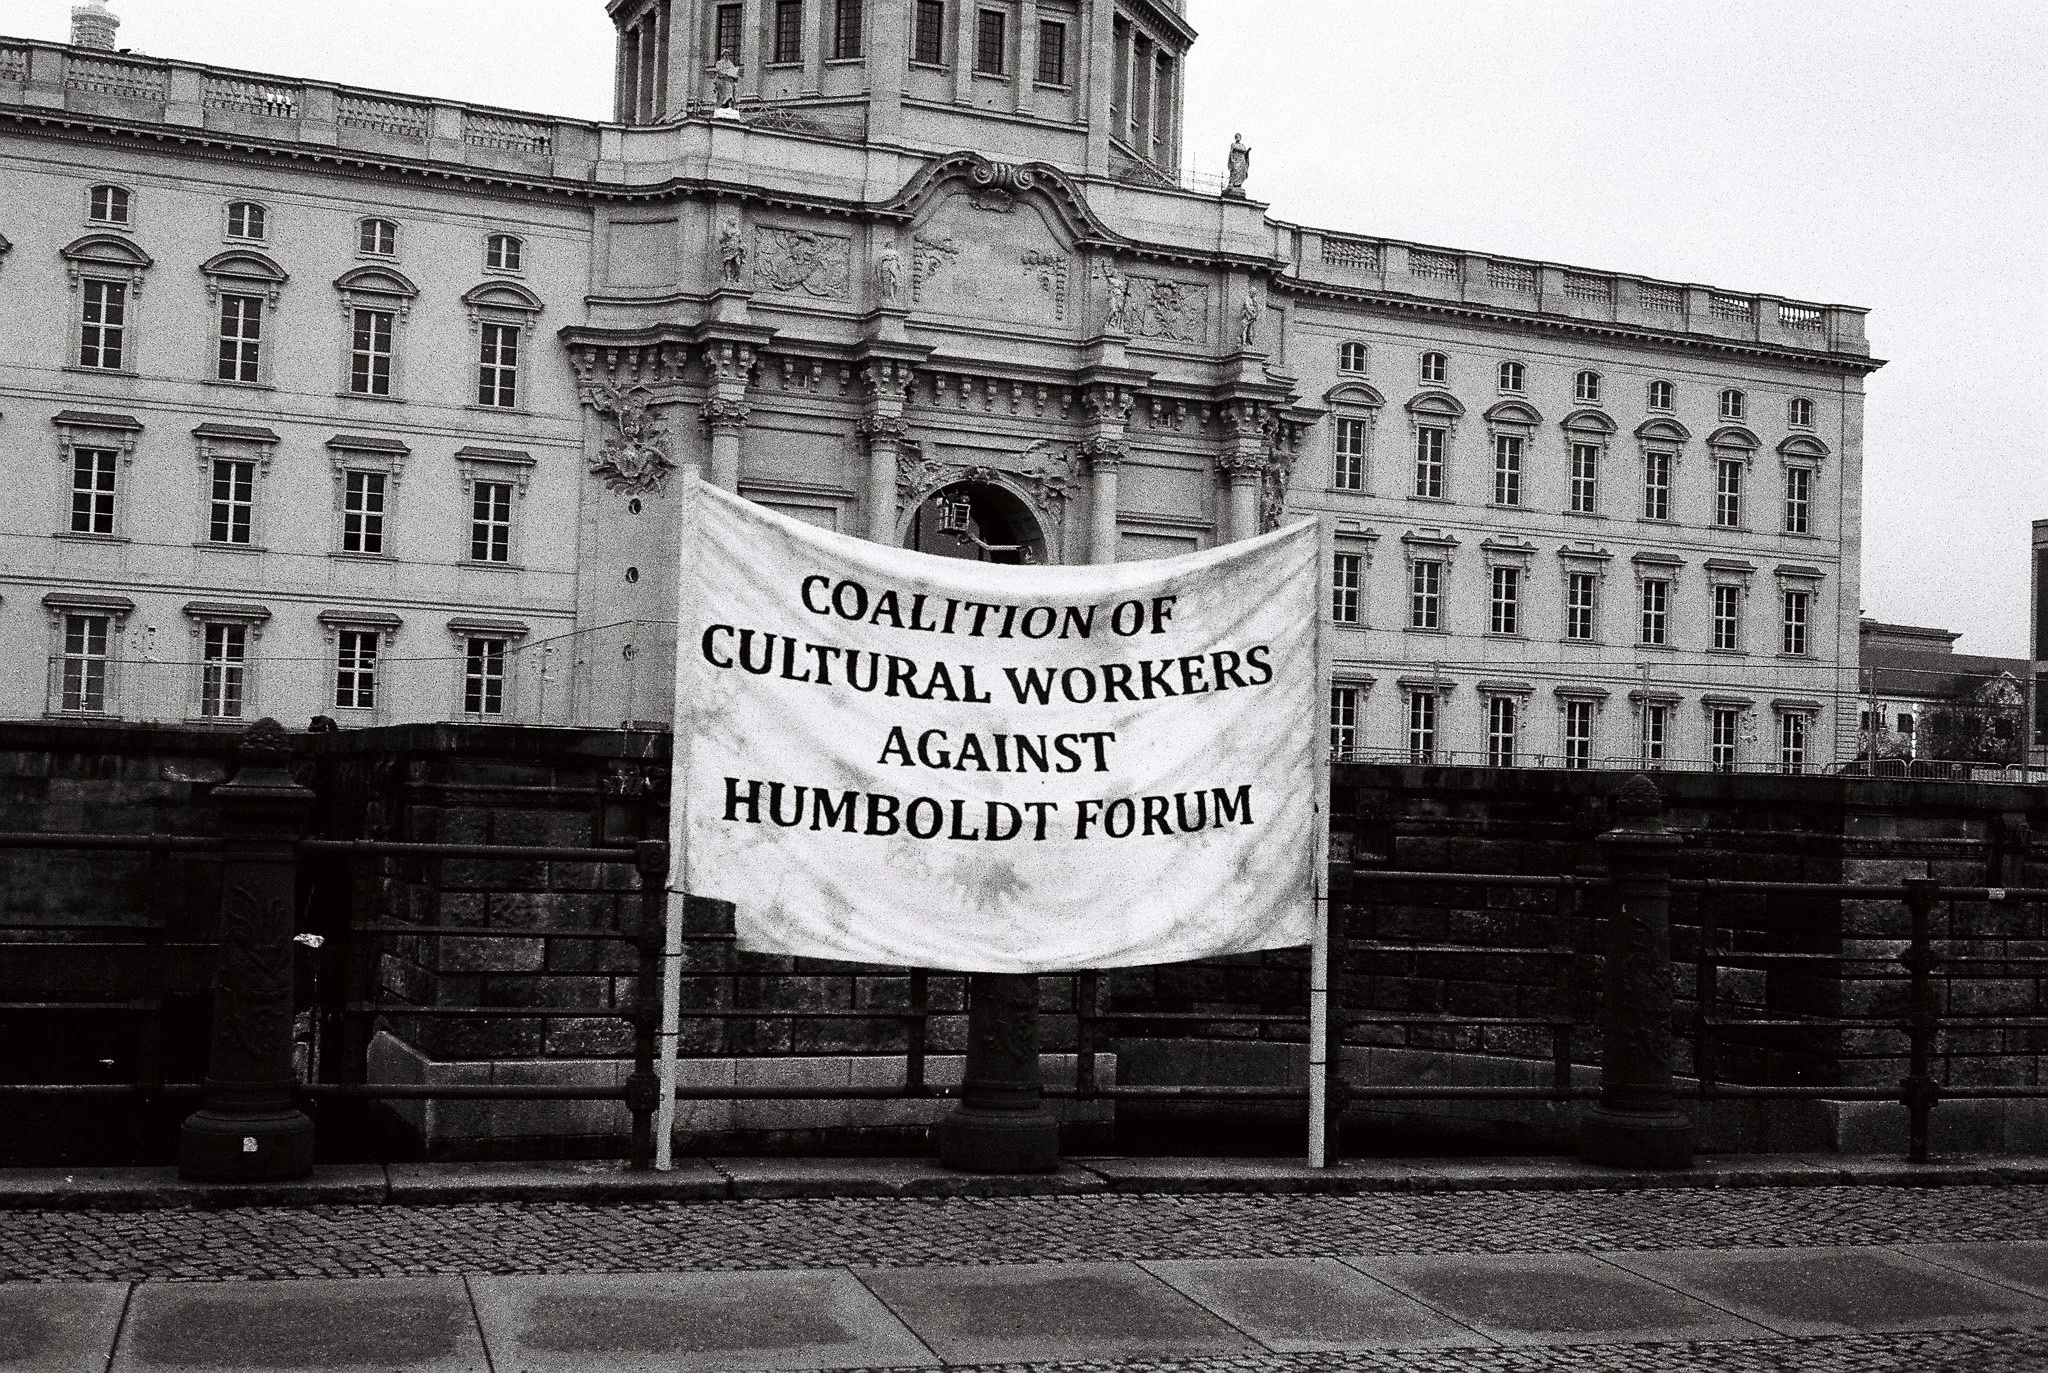 COALITION OF
CULTURAL WORKERS
AGAINST
HUMBOLDT FORUM